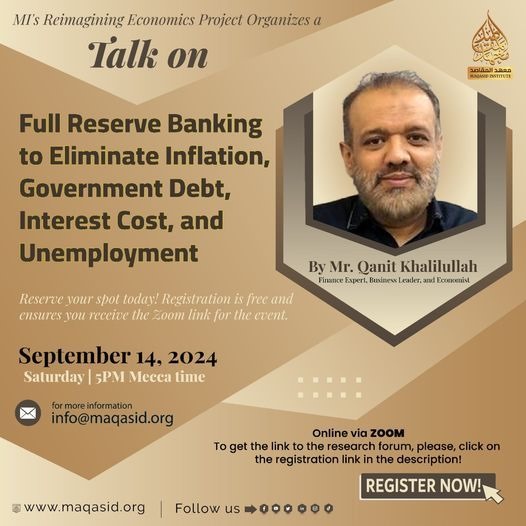 MI's Reimagining Economics Project Organizes a
Talk on
معهد المقاصد
MAQASID INSTITUTE
Full Reserve Banking
to Eliminate Inflation,
Government Debt,
Interest Cost, and
Unemployment
By Mr. Qanit Khalilullah
Finance Expert, Business Leader, and Economist
Reserve your spot today! Registration is free and
ensures you receive the Zoom link for the event.
September 14, 2024
Saturday | 5PM Mecca time
for more information
info@maqasid.org
Online via ZOOM
To get the link to the research forum, please, click on
the registration link in the description!
REGISTER NOW!
www.maqasid.org | Follow us